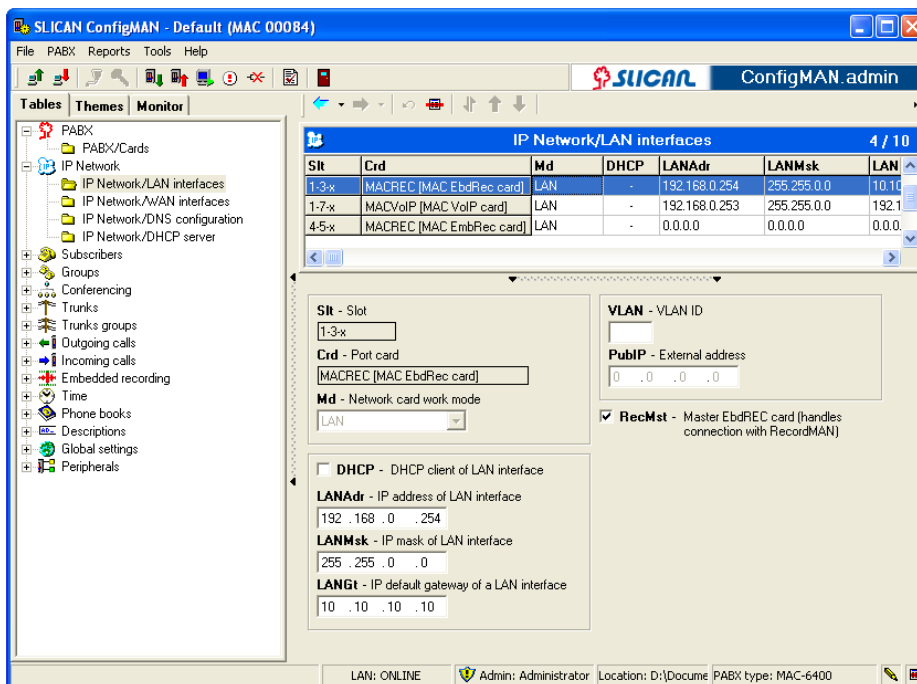 SLICAN ConfigMAN - Default (MAC 00084)
File PABX Reports Tools Help
SLICAN ConfigMAN.admin
Tables Themes Monitor
PABX
PABX/Cards
IP Network
IP Network/LAN interfaces
IP Network/WAN interfaces
IP Network/DNS configuration
IP Network/DHCP server
Subscribers
Groups
Conferencing
Trunks
Trunks groups
Outgoing calls
Incoming calls
Embedded recording
Time
Phone books
Descriptions
Global settings
Peripherals
IP Network/LAN interfaces 4 / 10
Slt Crd Md DHCP LANAdr LANMsk LAN
1-3-x MACREC [MAC EbdRec card] LAN - 192.168.0.254 255.255.0.0 10.10
1-7-x MACVoIP [MAC VoIP card] LAN - 192.168.0.253 255.255.0.0 192.1
4-5-x MACREC [MAC EmbRec card] LAN - 0.0.0.0 0.0.0.0 0.0.0.
Slt - Slot
1-3-x
Crd - Port card
MACREC [MAC EbdRec card]
Md - Network card work mode
LAN
DHCP - DHCP client of LAN interface
LANAdr - IP address of LAN interface
192 .168 .0 .254
LANMsk - IP mask of LAN interface
255 .255 .0 .0
LANGt - IP default gateway of a LAN interface
10 .10 .10 .10
VLAN - VLAN ID
PubIP - External address
0 .0 .0 .0
RecMst - Master EbdREC card (handles
connection with RecordMAN)
LAN: ONLINE Admin: Administrator Location: D:\Docume PABX type: MAC-6400